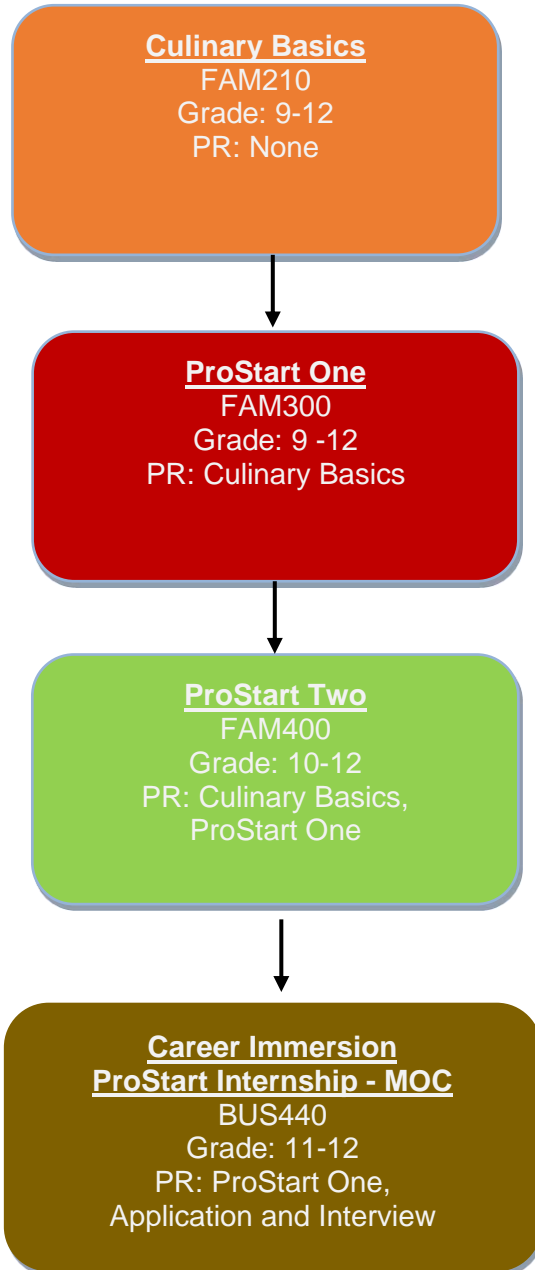 Culinary Basics
FAM210
Grade: 9-12
PR: None
ProStart One
FAM300
Grade: 9 -12
PR: Culinary Basics
ProStart Two
FAM400
Grade: 10-12
PR: Culinary Basics,
ProStart One
Career Immersion
ProStart Internship - MOC
BUS440
Grade: 11-12
PR: ProStart One,
Application and Interview